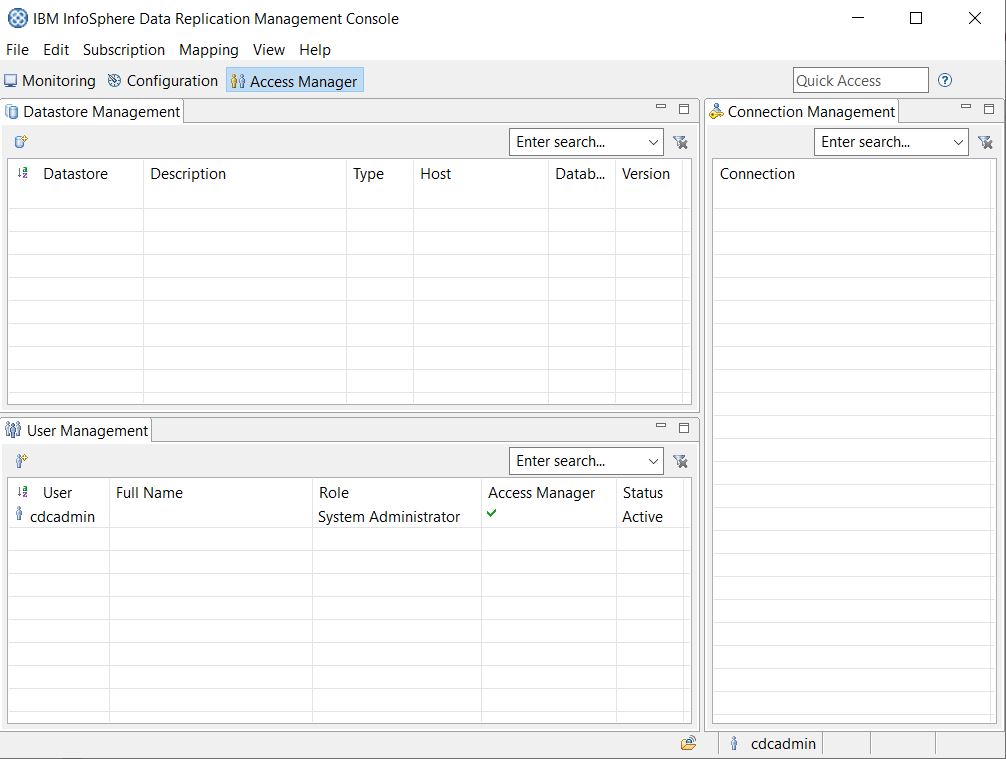 IBM InfoSphere Data Replication Management Console
File Edit Subscription Mapping View Help
Monitoring Configuration Access Manager Quick Access
Datastore Management
Enter search...
Datastore Description Type Host Datab... Version
User Management
Enter search...
User Full Name Role Access Manager Status
cdcadmin System Administrator Active
Connection Management
Enter search...
Connection
cdcadmin